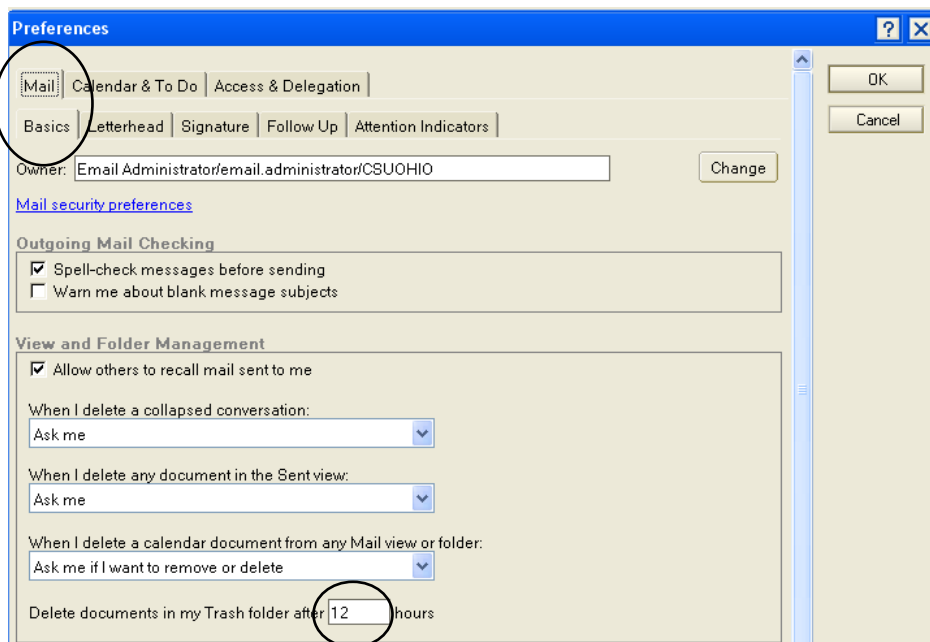 Preferences
Mail Calendar & To Do Access & Delegation
OK
Basics Letterhead Signature Follow Up Attention Indicators
Cancel
Owner: Email Administrator/email.administrator/CSUOHIO Change
Mail security preferences
Outgoing Mail Checking
Spell-check messages before sending
Warn me about blank message subjects
View and Folder Management
Allow others to recall mail sent to me
When I delete a collapsed conversation:
Ask me
When I delete any document in the Sent view:
Ask me
When I delete a calendar document from any Mail view or folder:
Ask me if I want to remove or delete
Delete documents in my Trash folder after 12 hours